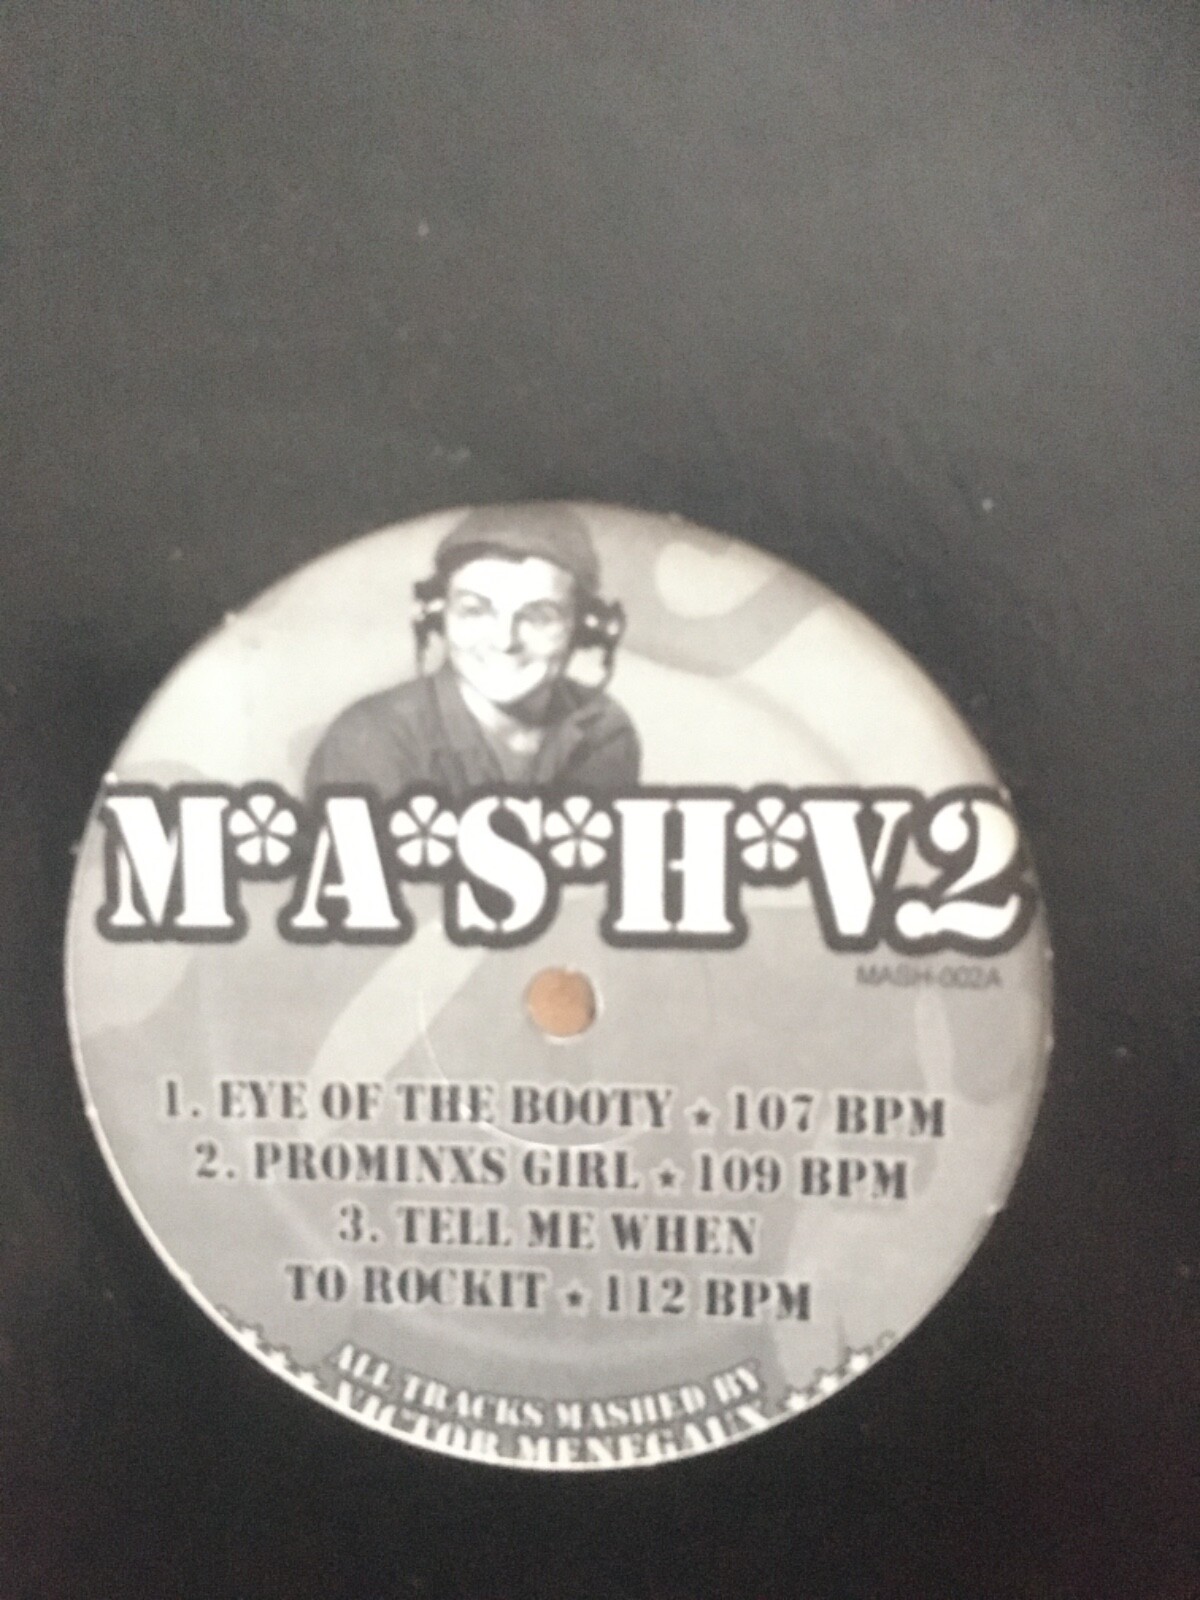 M*A*S*H*V2
MASH-002A
1. EYE OF THE BOOTY ★ 107 BPM
2. PROMINXS GIRL ★ 109 BPM
3. TELL ME WHEN
TO ROCKIT ★ 112 BPM
ALL TRACKS MASHED BY
VICTOR MENEGAUX